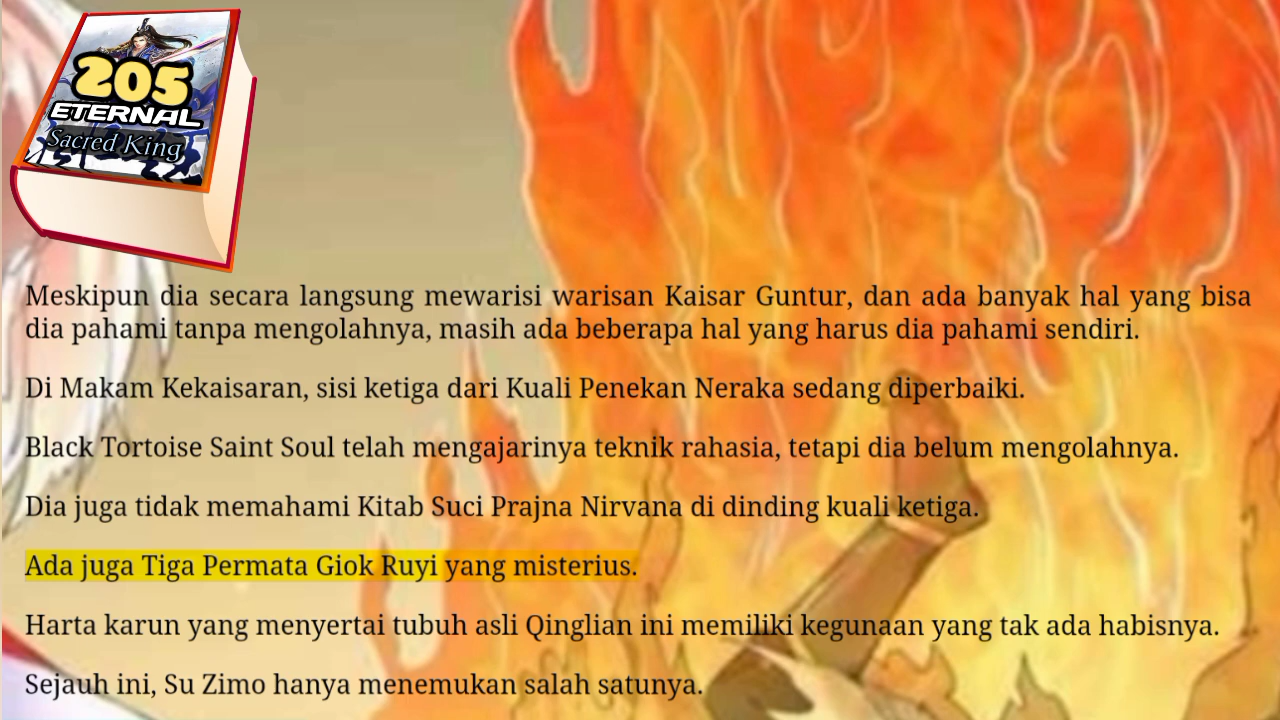 205
ETERNAL
Sacred King
Meskipun dia secara langsung mewarisi warisan Kaisar Guntur, dan ada banyak hal yang bisa
dia pahami tanpa mengolahnya, masih ada beberapa hal yang harus dia pahami sendiri.
Di Makam Kekaisaran, sisi ketiga dari Kuali Penekan Neraka sedang diperbaiki.
Black Tortoise Saint Soul telah mengajarinya teknik rahasia, tetapi dia belum mengolahnya.
Dia juga tidak memahami Kitab Suci Prajna Nirvana di dinding kuali ketiga.
Ada juga Tiga Permata Giok Ruyi yang misterius.
Harta karun yang menyertai tubuh asli Qinglian ini memiliki kegunaan yang tak ada habisnya.
Sejauh ini, Su Zimo hanya menemukan salah satunya.